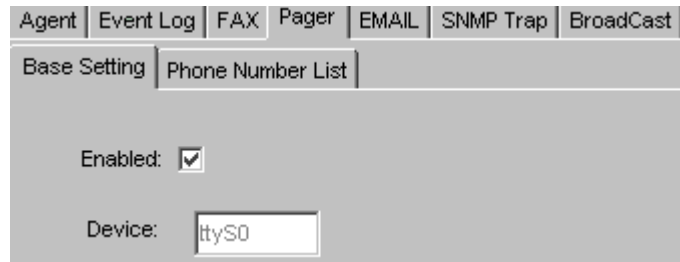 Agent Event Log FAX Pager EMAIL SNMP Trap BroadCast
Base Setting Phone Number List
Enabled:
Device: ttyS0